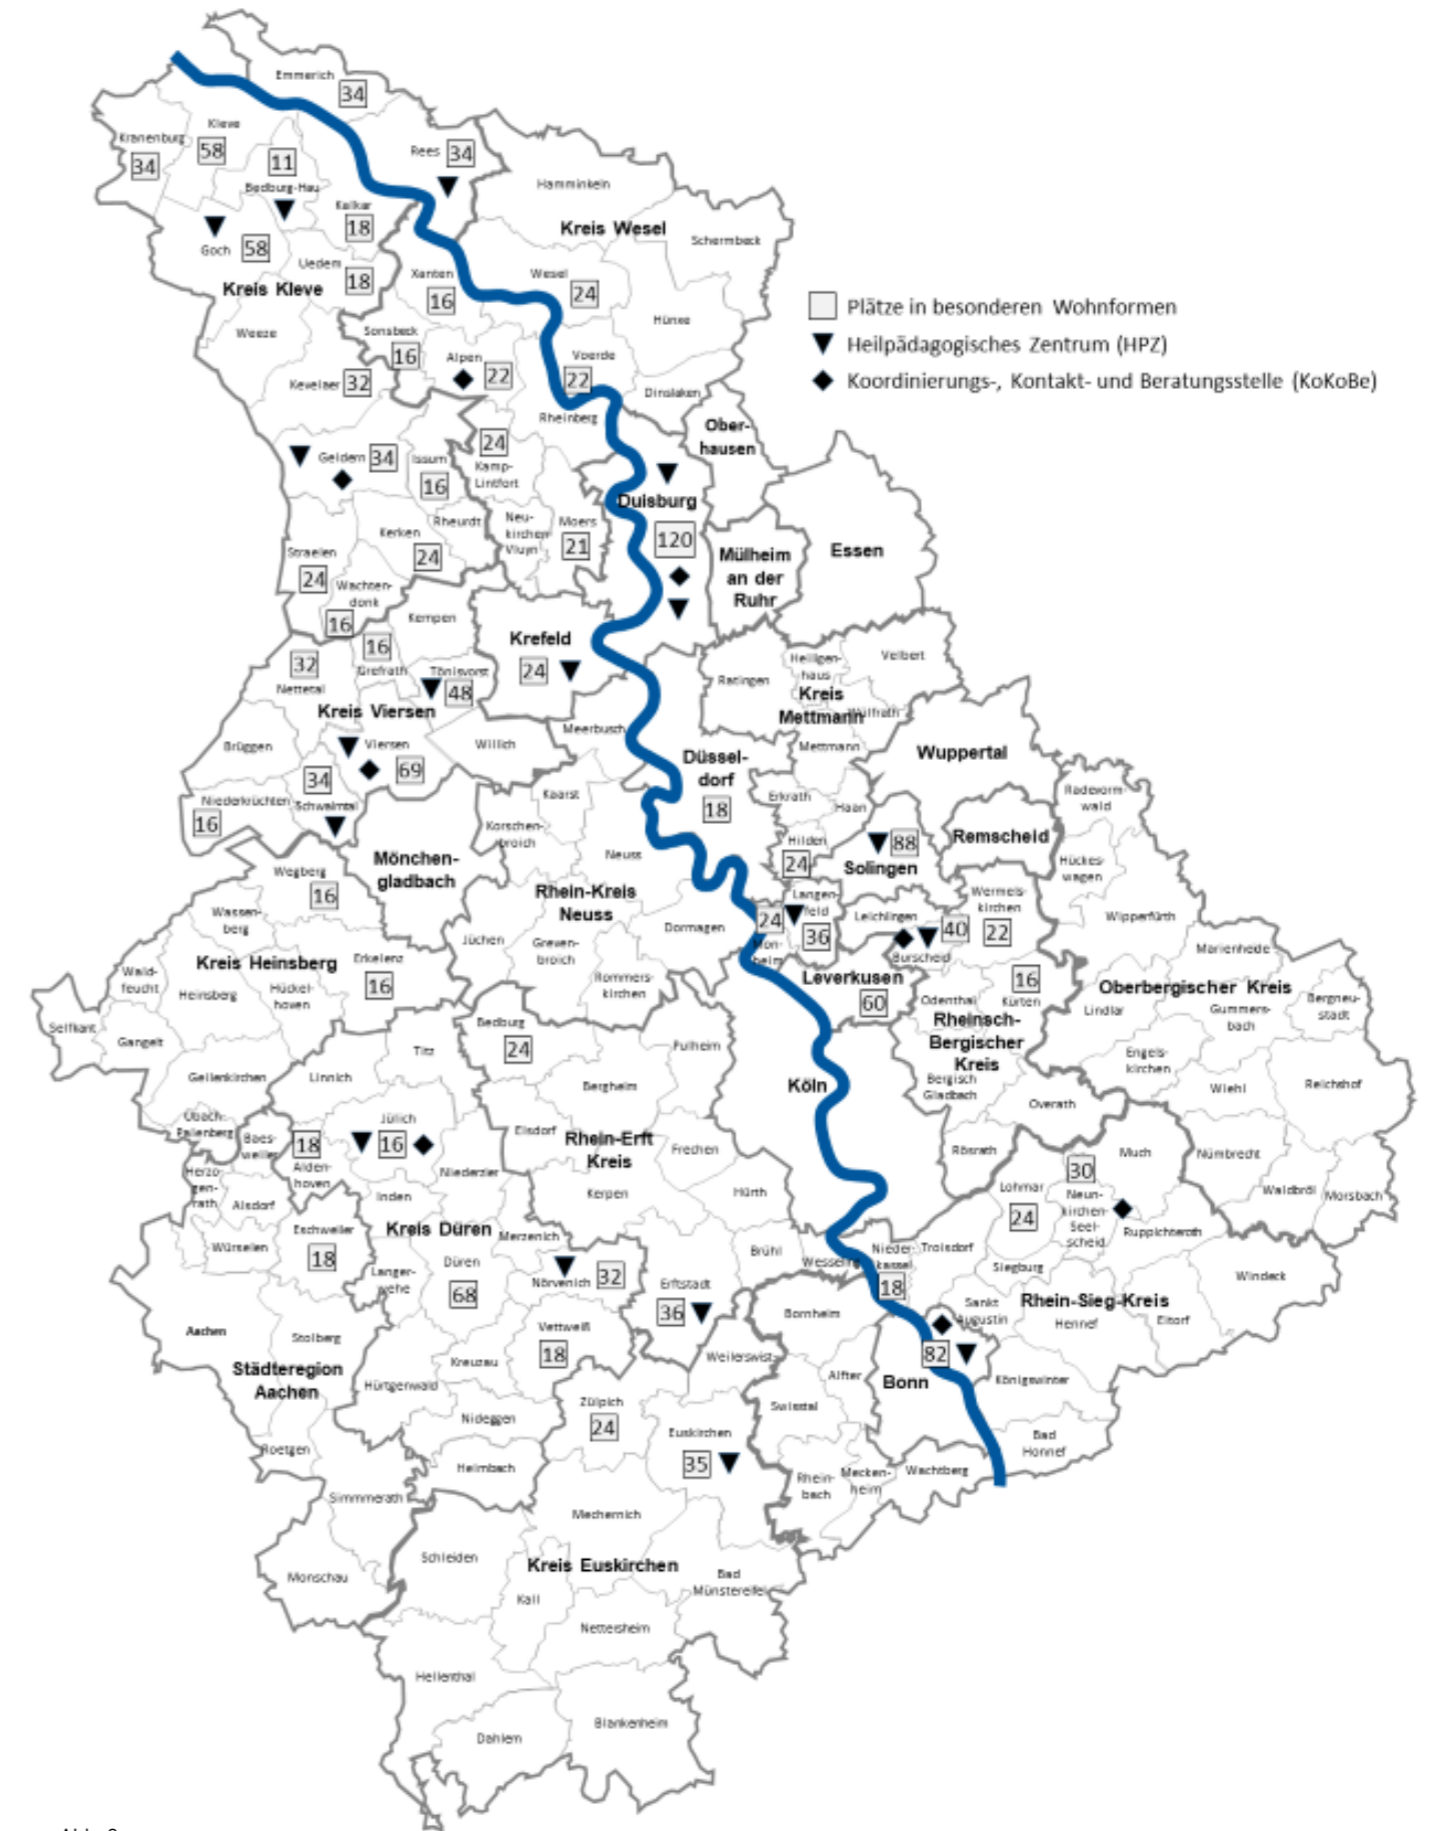 Emmerich
34
Kranenburg
34
Kleve
58
11
Bedburg-Hau
Rees
34
Kalkar
18
Goch
58
Uedem
18
Kreis Kleve
Weeze
Kevelaer
32
Hamminkeln
Kreis Wesel
Schermbeck
Xanten
16
Wesel
24
Hünxe
Sonsbeck
16
Alpen
22
Voerde
22
Dinslaken
Rheinberg
Plätze in besonderen Wohnformen
Heilpädagogisches Zentrum (HPZ)
Koordinierungs-, Kontakt- und Beratungsstelle (KoKoBe)
Ober-
hausen
Geldern
34
Issum
16
24
Kamp-
Lintfort
Duisburg
120
Rheurdt
Kerken
24
Neu-
kirchen
Vluyn
Moers
21
Straelen
24
Wachten-
donk
16
Mülheim
an der
Ruhr
Essen
Kempen
Krefeld
24
32
Nettetal
16
Grefrath
Tönisvorst
48
Kreis Viersen
Heiligen-
haus
Velbert
Ratingen
Kreis
Mettmann
Wülfrath
Mettmann
Brüggen
Viersen
69
Willich
Meerbusch
34
Schwalmtal
Niederkrüchten
16
Düssel-
dorf
18
Wuppertal
Erkrath
Haan
Radevorm-
wald
Kaarst
Korschen-
broich
Neuss
Hilden
24
88
Solingen
Remscheid
Mönchen-
gladbach
Hückes-
wagen
Wegberg
16
Rhein-Kreis
Neuss
Wassen-
berg
Dormagen
Langen-
feld
24
36
Mon-
heim
Leichlingen
40
Burscheid
Wermels-
kirchen
22
Wipperfürth
Marienheide
Jüchen
Greven-
broich
Kreis Heinsberg
Erkelenz
16
Wald-
feucht
Heinsberg
Hückel-
hoven
Rommers-
kirchen
Leverkusen
60
16
Kürten
Odenthal
Oberbergischer Kreis
Lindlar
Gummers-
bach
Bergneu-
stadt
Selfkant
Gangelt
Bedburg
24
Titz
Pulheim
Rheinsch-
Bergischer
Kreis
Engels-
kirchen
Geilenkirchen
Linnich
Bergheim
Köln
Bergisch
Gladbach
Wiehl
Reichshof
Overath
Übach-
Palenberg
Baes-
weiler
18
Alden-
hoven
Jülich
16
Elsdorf
Rhein-Erft
Kreis
Frechen
Rösrath
Much
Nümbrecht
Herzo-
gen-
rath
Alsdorf
Inden
Niederzier
Kerpen
Hürth
30
Neun-
kirchen-
Seel-
scheid
Lohmar
24
Waldbröl
Morsbach
Ruppichteroth
Würselen
Eschweiler
18
Kreis Düren
Merzenich
Langer-
wehe
Düren
68
Nörvenich
32
Brühl
Wesseling
Erftstadt
36
Nieder-
kassel
18
Troisdorf
Siegburg
Windeck
Sankt
Augustin
Rhein-Sieg-Kreis
Hennef
Eitorf
Aachen
Stolberg
Städteregion
Aachen
Vettweiß
18
Bornheim
82
Bonn
Kreuzau
Weilerswist
Alfter
Königswinter
Hürtgenwald
Nideggen
Zülpich
24
Swisstal
Euskirchen
35
Bad
Honnef
Roetgen
Heimbach
Rhein-
bach
Mecken-
heim
Wachtberg
Simmmerath
Mechernich
Schleiden
Kreis Euskirchen
Monschau
Kall
Bad
Münstereifel
Nettersheim
Hellenthal
Dahlem
Blankenheim